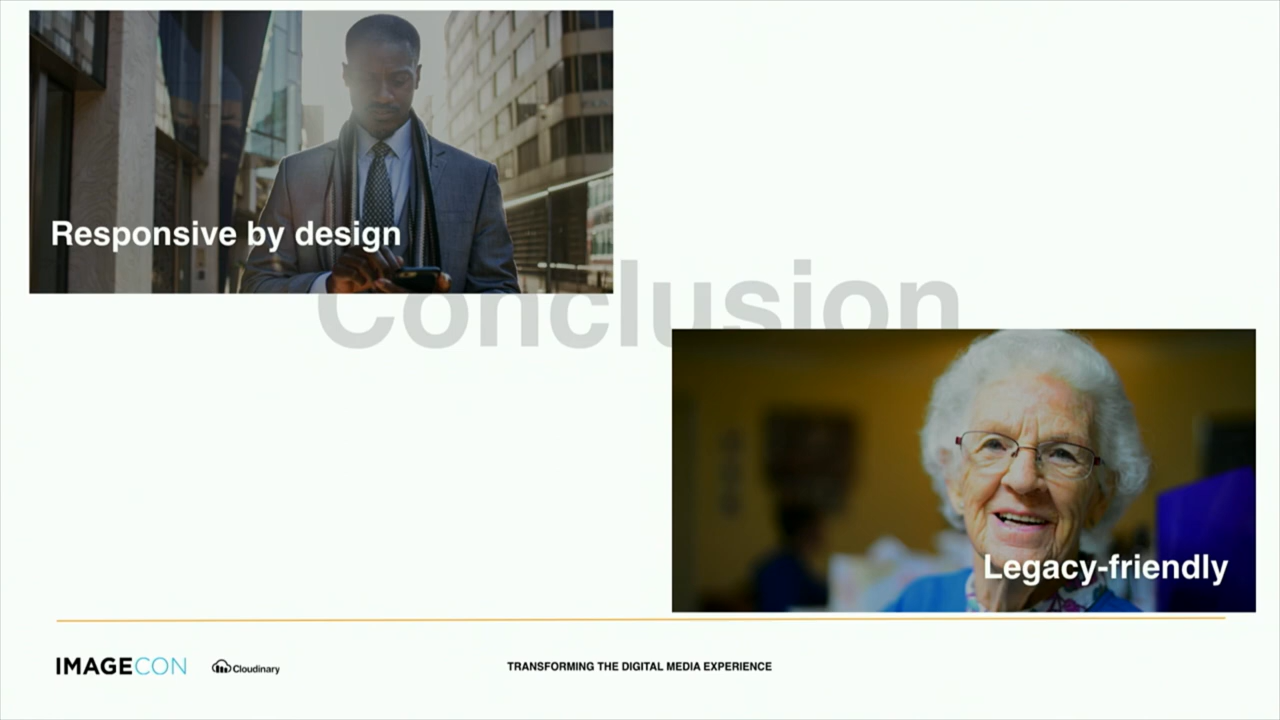 Responsive by design
Conclusion
Legacy-friendly
IMAGECON
Cloudinary
TRANSFORMING THE DIGITAL MEDIA EXPERIENCE